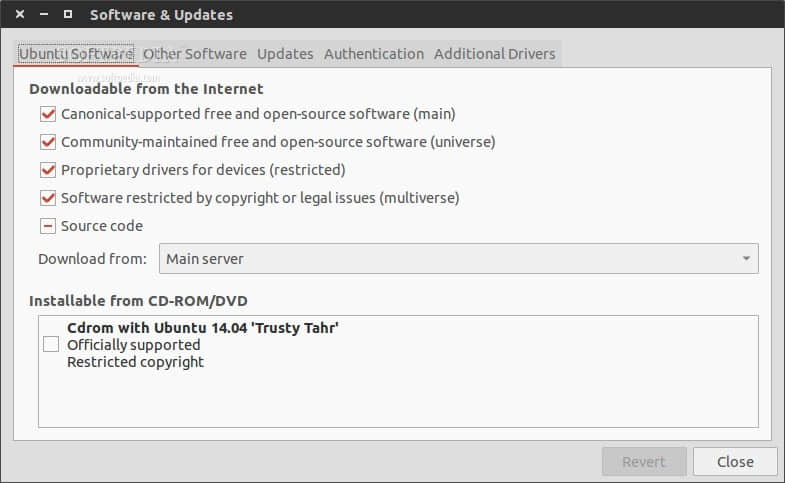 Software & Updates
Ubuntu Software Other Software Updates Authentication Additional Drivers
www.softpedia.com
Downloadable from the Internet
Canonical-supported free and open-source software (main)
Community-maintained free and open-source software (universe)
Proprietary drivers for devices (restricted)
Software restricted by copyright or legal issues (multiverse)
Source code
Download from: Main server
Installable from CD-ROM/DVD
Cdrom with Ubuntu 14.04 'Trusty Tahr'
Officially supported
Restricted copyright
Revert Close